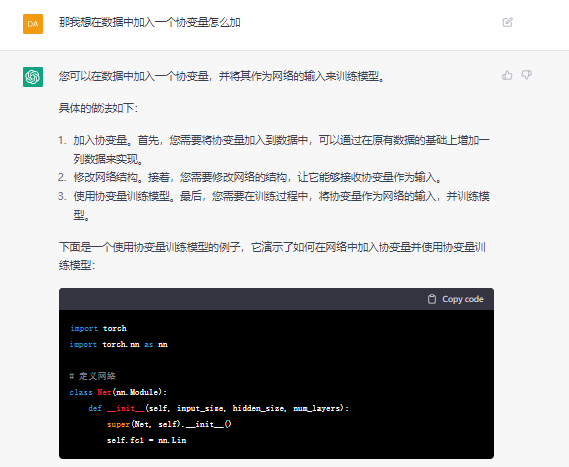 DA
那我想在数据中加入一个协变量怎么加
您可以在数据中加入一个协变量，并将其作为网络的输入来训练模型。
具体的做法如下：
1. 加入协变量。首先，您需要将协变量加入到数据中，可以通过在原有数据的基础上增加一
列数据来实现。
2. 修改网络结构。接着，您需要修改网络的结构，让它能够接收协变量作为输入。
3. 使用协变量训练模型。最后，您需要在训练过程中，将协变量作为网络的输入，并训练模
型。
下面是一个使用协变量训练模型的例子，它演示了如何在网络中加入协变量并使用协变量训
练模型：
Copy code
import torch
import torch.nn as nn
# 定义网络
class Net(nn.Module):
    def __init__(self, input_size, hidden_size, num_layers):
        super(Net, self).__init__()
        self.fc1 = nn.Lin